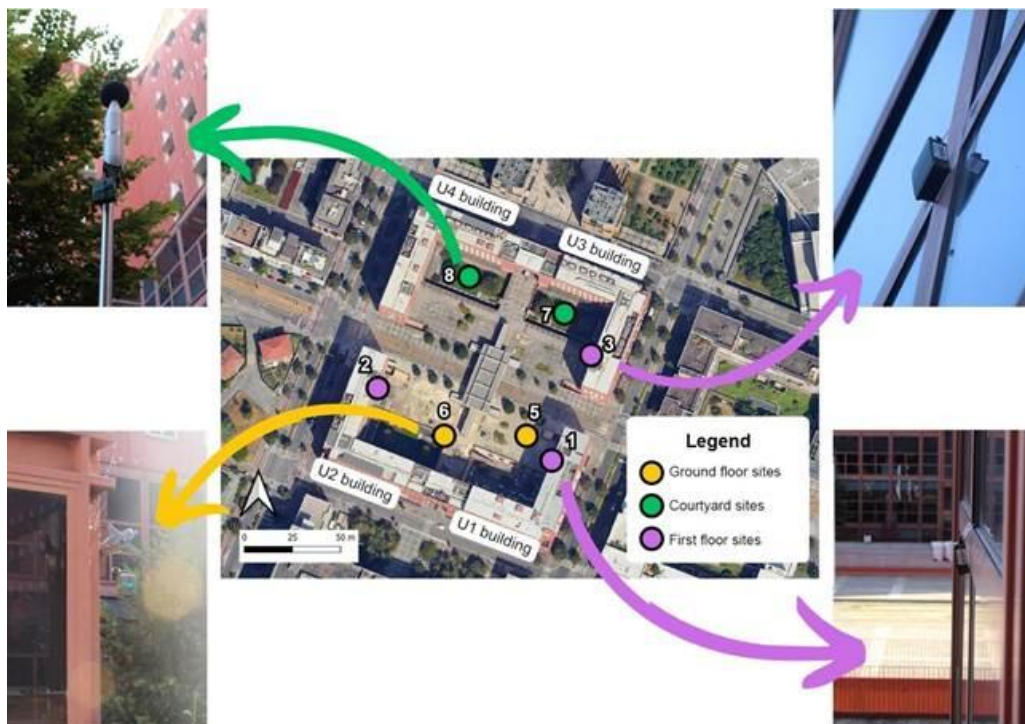 U4 building
U3 building
8
7
3
2
6
5
1
U2 building
U1 building
0 25 50 m
Legend
Ground floor sites
Courtyard sites
First floor sites